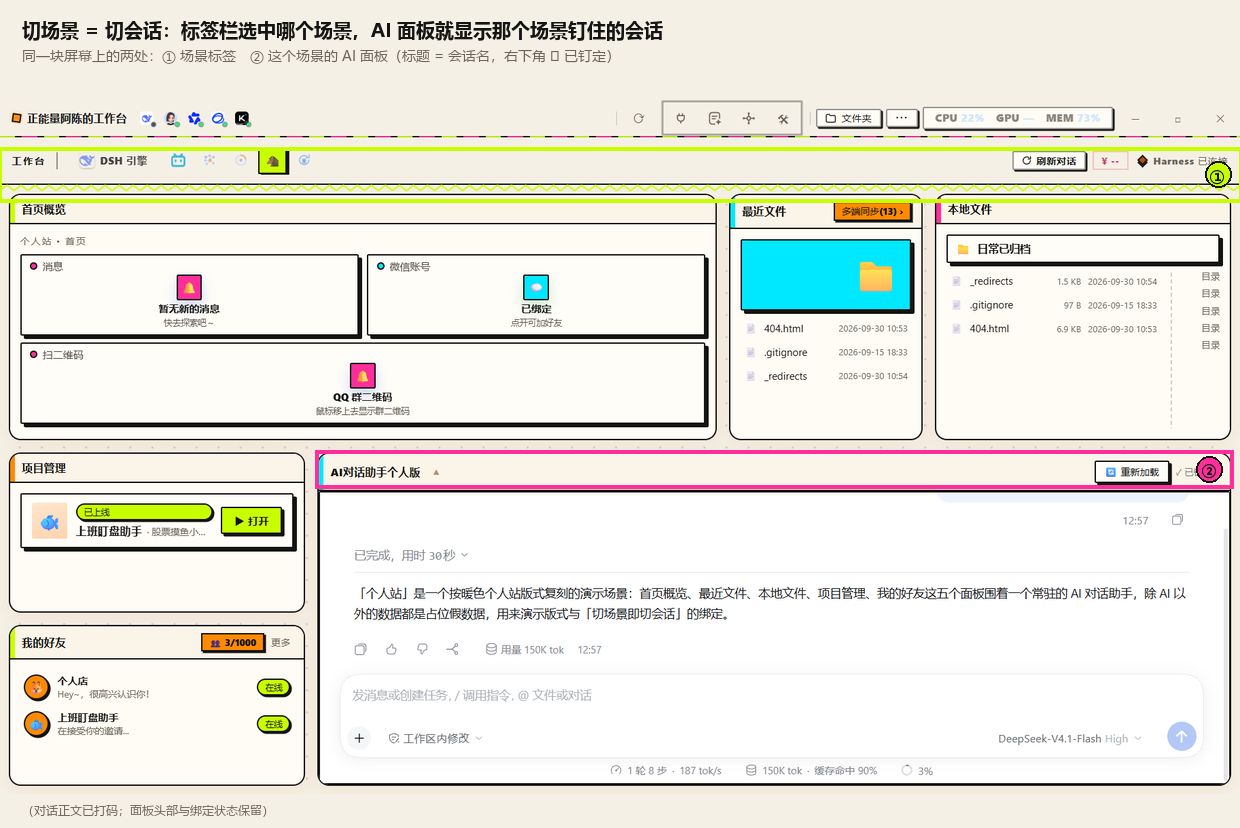 切场景 = 切会话：标签栏选中哪个场景，AI 面板就显示那个场景钉住的会话
同一块屏幕上的两处：① 场景标签　② 这个场景的 AI 面板（标题 = 会话名，右下角 已钉定）
正能量阿陈的工作台
文件夹
···
CPU 22% GPU — MEM 73%
工作台
DSH 引擎
刷新对话
¥ --
Harness 已连接
①
首页概览
个人站 • 首页
消息
暂无新的消息
快去探索吧~
微信账号
已绑定
点开可加好友
扫二维码
QQ 群二维码
鼠标移上去显示群二维码
最近文件
多端同步(13) ›
404.html 2026-09-30 10:53
.gitignore 2026-09-15 18:33
_redirects 2026-09-30 10:54
本地文件
日常已归档
_redirects 1.5 KB 2026-09-30 10:54
.gitignore 97 B 2026-09-15 18:33
404.html 6.9 KB 2026-09-30 10:53
目录
目录
目录
目录
目录
项目管理
已上线
上班盯盘助手 · 股票摸鱼小...
▶ 打开
我的好友
3/1000
更多
个人店
Hey~，很高兴认识你！
在线
上班盯盘助手
在接受你的邀请...
在线
AI对话助手个人版
重新加载
✓ 已
②
12:57
已完成，用时 30秒
「个人站」是一个按暖色个人站版式复刻的演示场景：首页概览、最近文件、本地文件、项目管理、我的好友这五个面板围着一个常驻的 AI 对话助手，除 AI 以
外的数据都是占位假数据，用来演示版式与「切场景即切会话」的绑定。
用量 150K tok 12:57
发消息或创建任务, / 调用指令, @ 文件或对话
工作区内修改
DeepSeek-V4.1-Flash High
1 轮 8 步 · 187 tok/s
150K tok · 缓存命中 90%
3%
（对话正文已打码；面板头部与绑定状态保留）